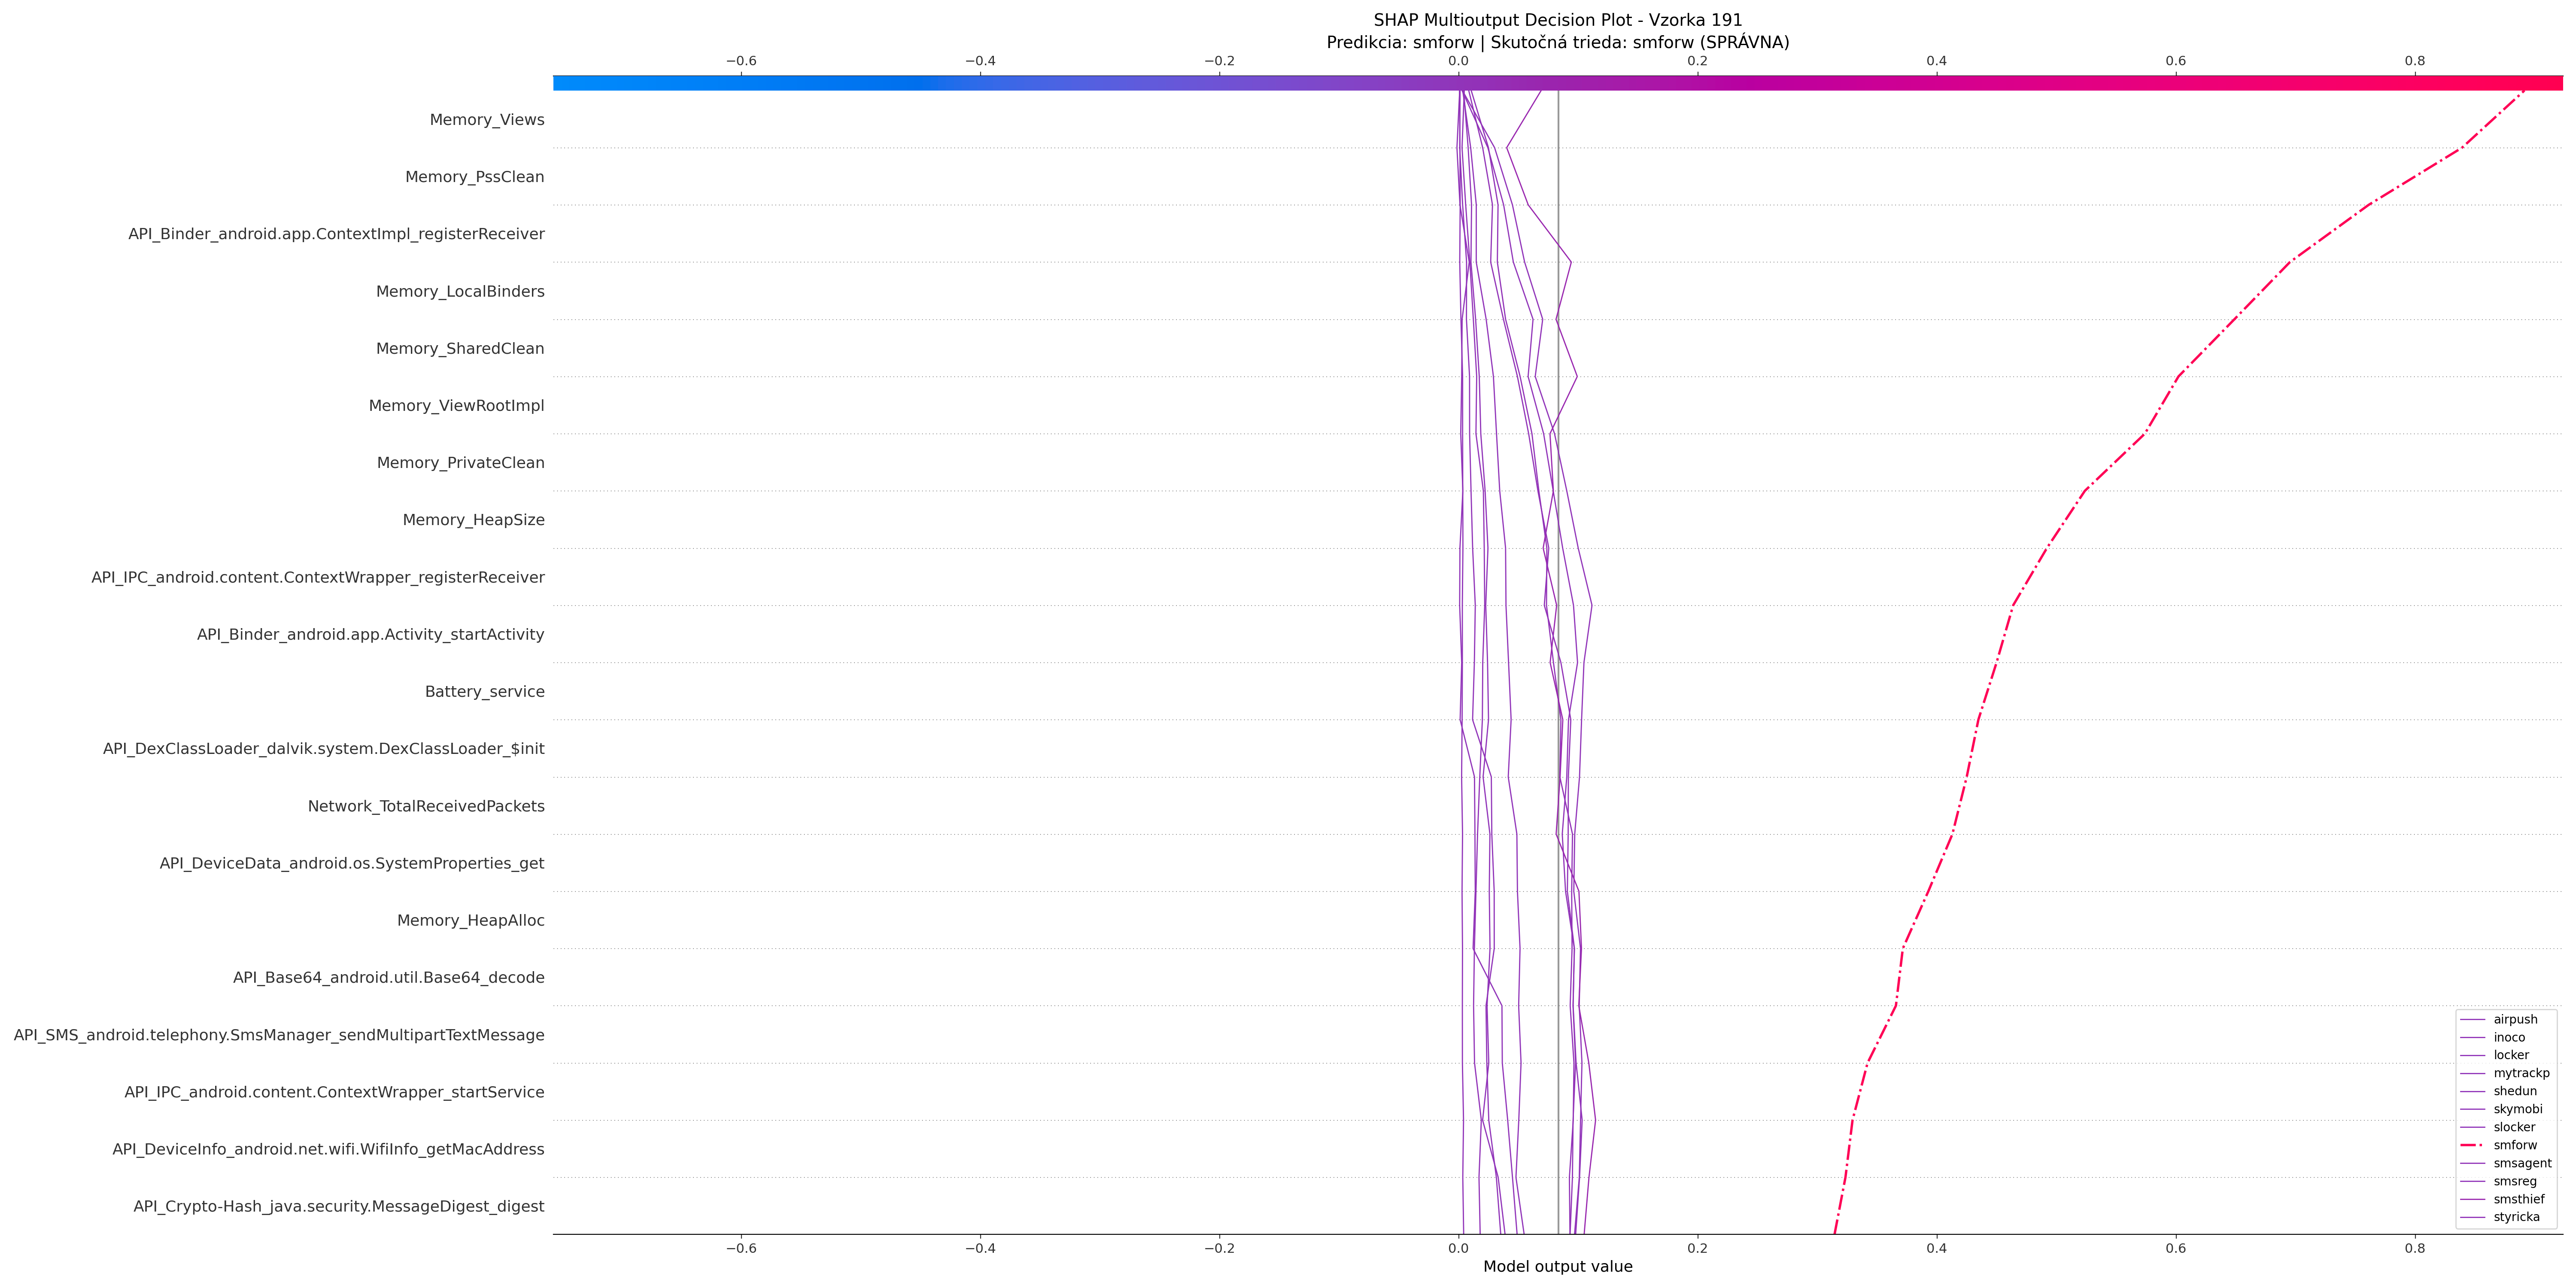 SHAP Multioutput Decision Plot - Vzorka 191
Predikcia: smforw | Skutočná trieda: smforw (SPRÁVNA)
−0.6 −0.4 −0.2 0.0 0.2 0.4 0.6 0.8
Memory_Views
Memory_PssClean
API_Binder_android.app.ContextImpl_registerReceiver
Memory_LocalBinders
Memory_SharedClean
Memory_ViewRootImpl
Memory_PrivateClean
Memory_HeapSize
API_IPC_android.content.ContextWrapper_registerReceiver
API_Binder_android.app.Activity_startActivity
Battery_service
API_DexClassLoader_dalvik.system.DexClassLoader_$init
Network_TotalReceivedPackets
API_DeviceData_android.os.SystemProperties_get
Memory_HeapAlloc
API_Base64_android.util.Base64_decode
API_SMS_android.telephony.SmsManager_sendMultipartTextMessage
API_IPC_android.content.ContextWrapper_startService
API_DeviceInfo_android.net.wifi.WifiInfo_getMacAddress
API_Crypto-Hash_java.security.MessageDigest_digest
airpush
inoco
locker
mytrackp
shedun
skymobi
slocker
smforw
smsagent
smsreg
smsthief
styricka
−0.6 −0.4 −0.2 0.0 0.2 0.4 0.6 0.8
Model output value